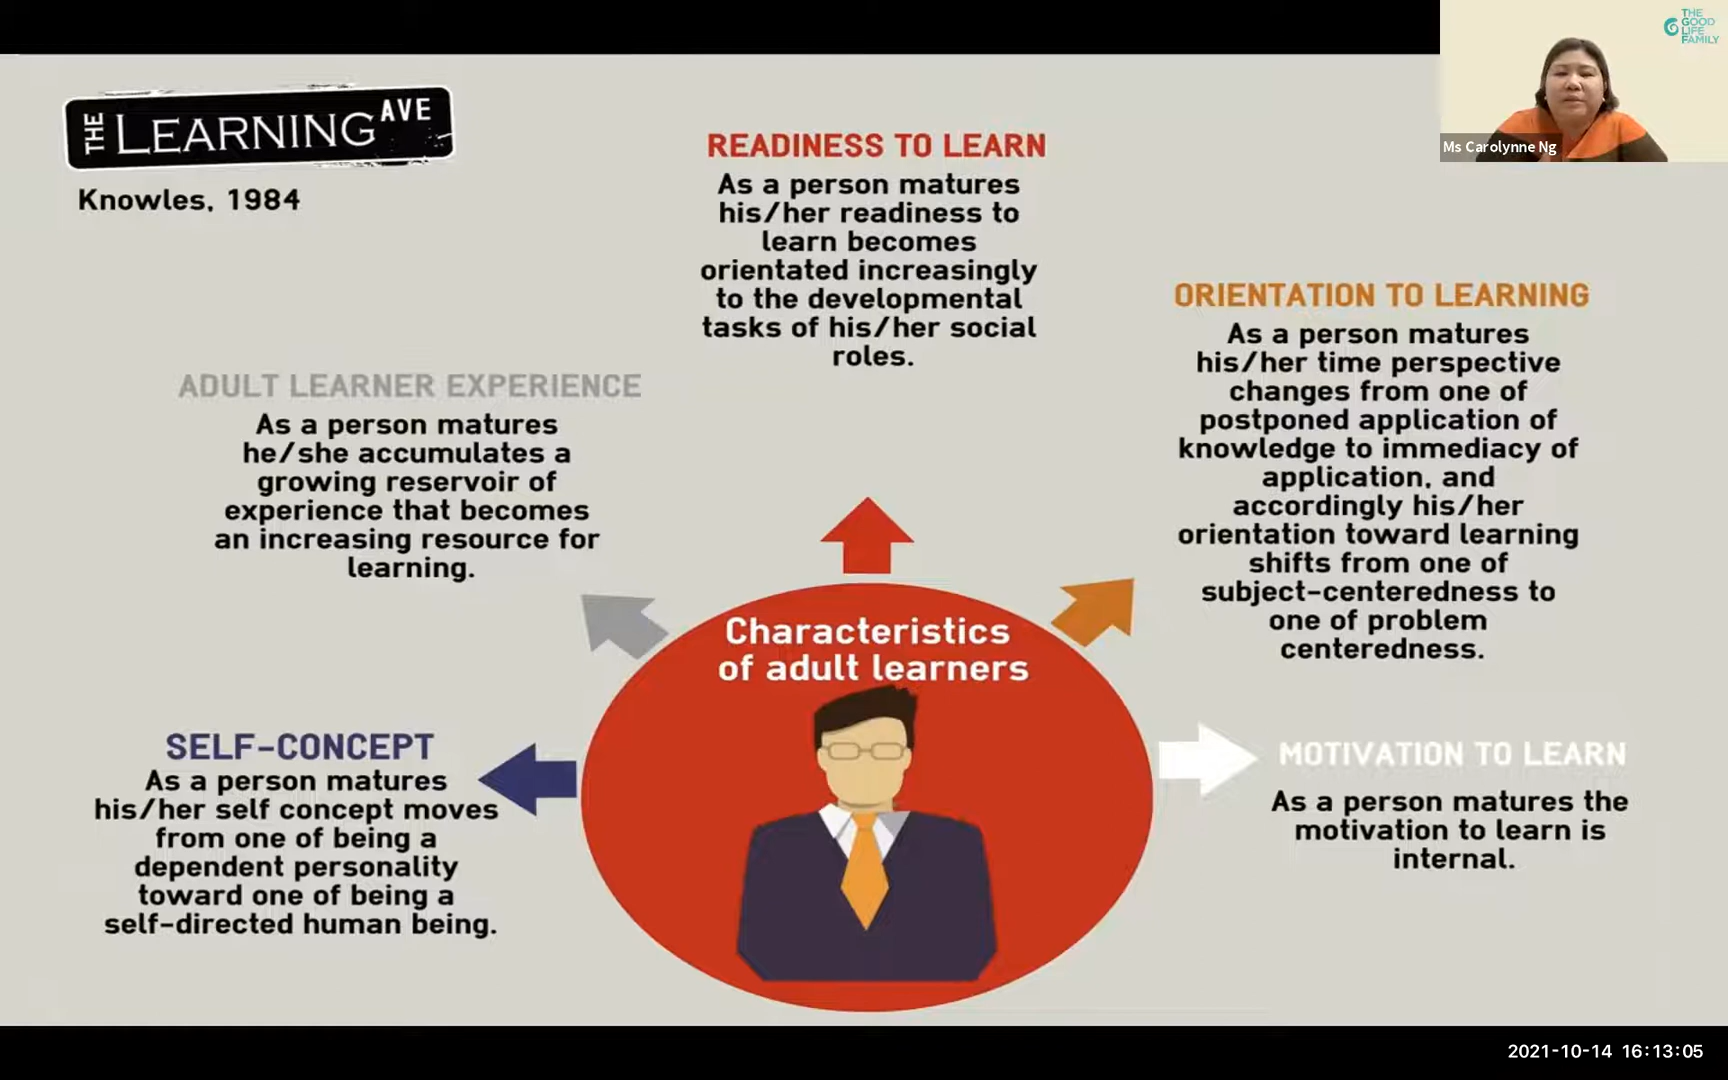 THE LEARNING AVE
Knowles, 1984
THE
GOOD
LIFE
FAMILY
Ms Carolynne Ng
READINESS TO LEARN
As a person matures
his/her readiness to
learn becomes
orientated increasingly
to the developmental
tasks of his/her social
roles.
ORIENTATION TO LEARNING
As a person matures
his/her time perspective
changes from one of
postponed application of
knowledge to immediacy of
application, and
accordingly his/her
orientation toward learning
shifts from one of
subject-centeredness to
one of problem
centeredness.
ADULT LEARNER EXPERIENCE
As a person matures
he/she accumulates a
growing reservoir of
experience that becomes
an increasing resource for
learning.
Characteristics
of adult learners
SELF-CONCEPT
As a person matures
his/her self concept moves
from one of being a
dependent personality
toward one of being a
self-directed human being.
MOTIVATION TO LEARN
As a person matures the
motivation to learn is
internal.
2021-10-14 16:13:05